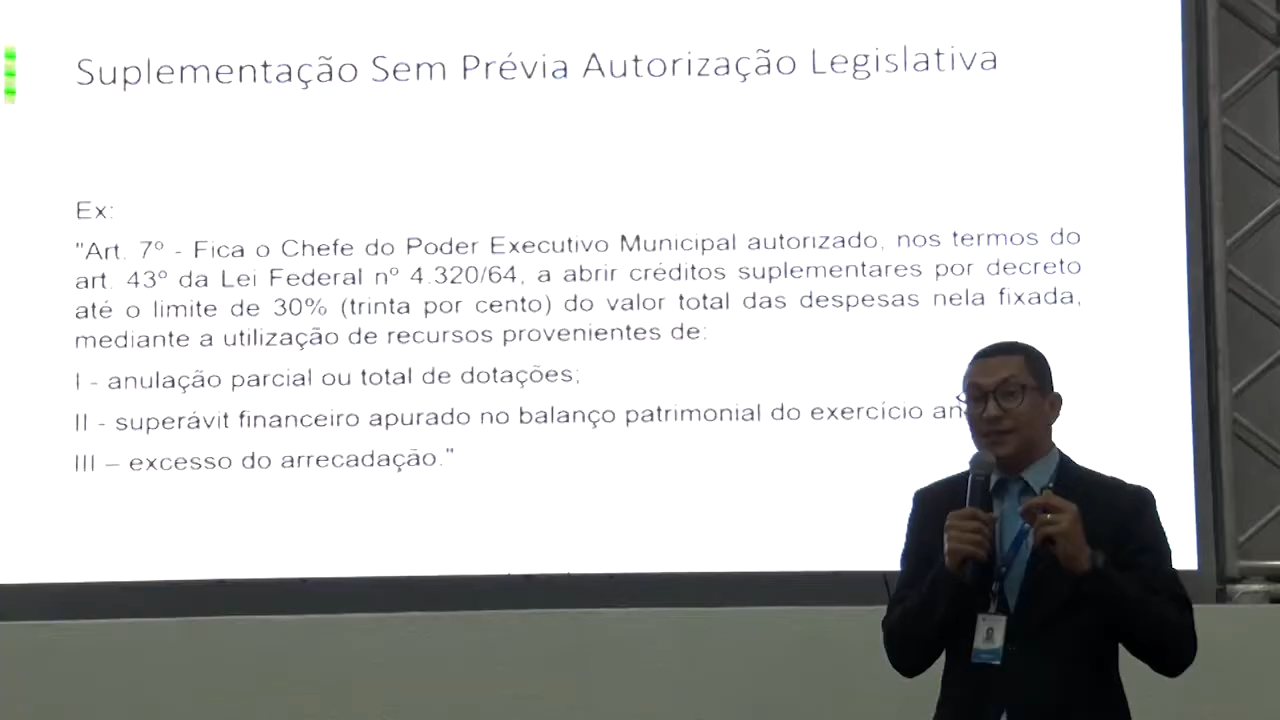 Suplementação Sem Prévia Autorização Legislativa
Ex:
"Art. 7º - Fica o Chefe do Poder Executivo Municipal autorizado, nos termos do
art. 43º da Lei Federal nº 4.320/64, a abrir créditos suplementares por decreto
até o limite de 30% (trinta por cento) do valor total das despesas nela fixada,
mediante a utilização de recursos provenientes de:
I - anulação parcial ou total de dotações;
II - superávit financeiro apurado no balanço patrimonial do exercício
III – excesso do arrecadação."